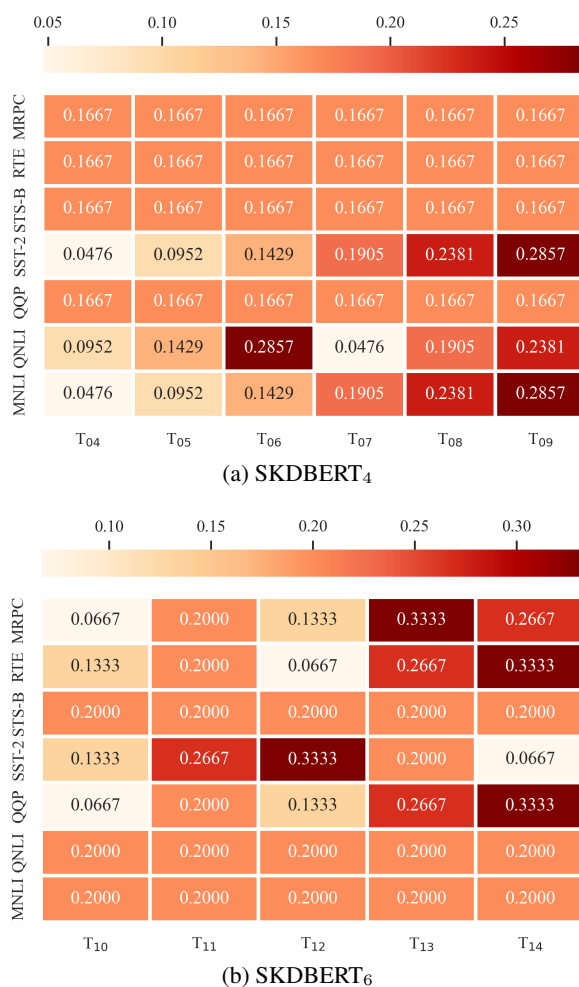 0.05 0.10 0.15 0.20 0.25
MRPC 0.1667 0.1667 0.1667 0.1667 0.1667 0.1667
RTE 0.1667 0.1667 0.1667 0.1667 0.1667 0.1667
STS-B 0.1667 0.1667 0.1667 0.1667 0.1667 0.1667
SST-2 0.0476 0.0952 0.1429 0.1905 0.2381 0.2857
QQP 0.1667 0.1667 0.1667 0.1667 0.1667 0.1667
QNLI 0.0952 0.1429 0.2857 0.0476 0.1905 0.2381
MNLI 0.0476 0.0952 0.1429 0.1905 0.2381 0.2857
T₀₄ T₀₅ T₀₆ T₀₇ T₀₈ T₀₉
(a) SKDBERT₄
0.10 0.15 0.20 0.25 0.30
MRPC 0.0667 0.2000 0.1333 0.3333 0.2667
RTE 0.1333 0.2000 0.0667 0.2667 0.3333
STS-B 0.2000 0.2000 0.2000 0.2000 0.2000
SST-2 0.1333 0.2667 0.3333 0.2000 0.0667
QQP 0.0667 0.2000 0.1333 0.2667 0.3333
QNLI 0.2000 0.2000 0.2000 0.2000 0.2000
MNLI 0.2000 0.2000 0.2000 0.2000 0.2000
T₁₀ T₁₁ T₁₂ T₁₃ T₁₄
(b) SKDBERT₆